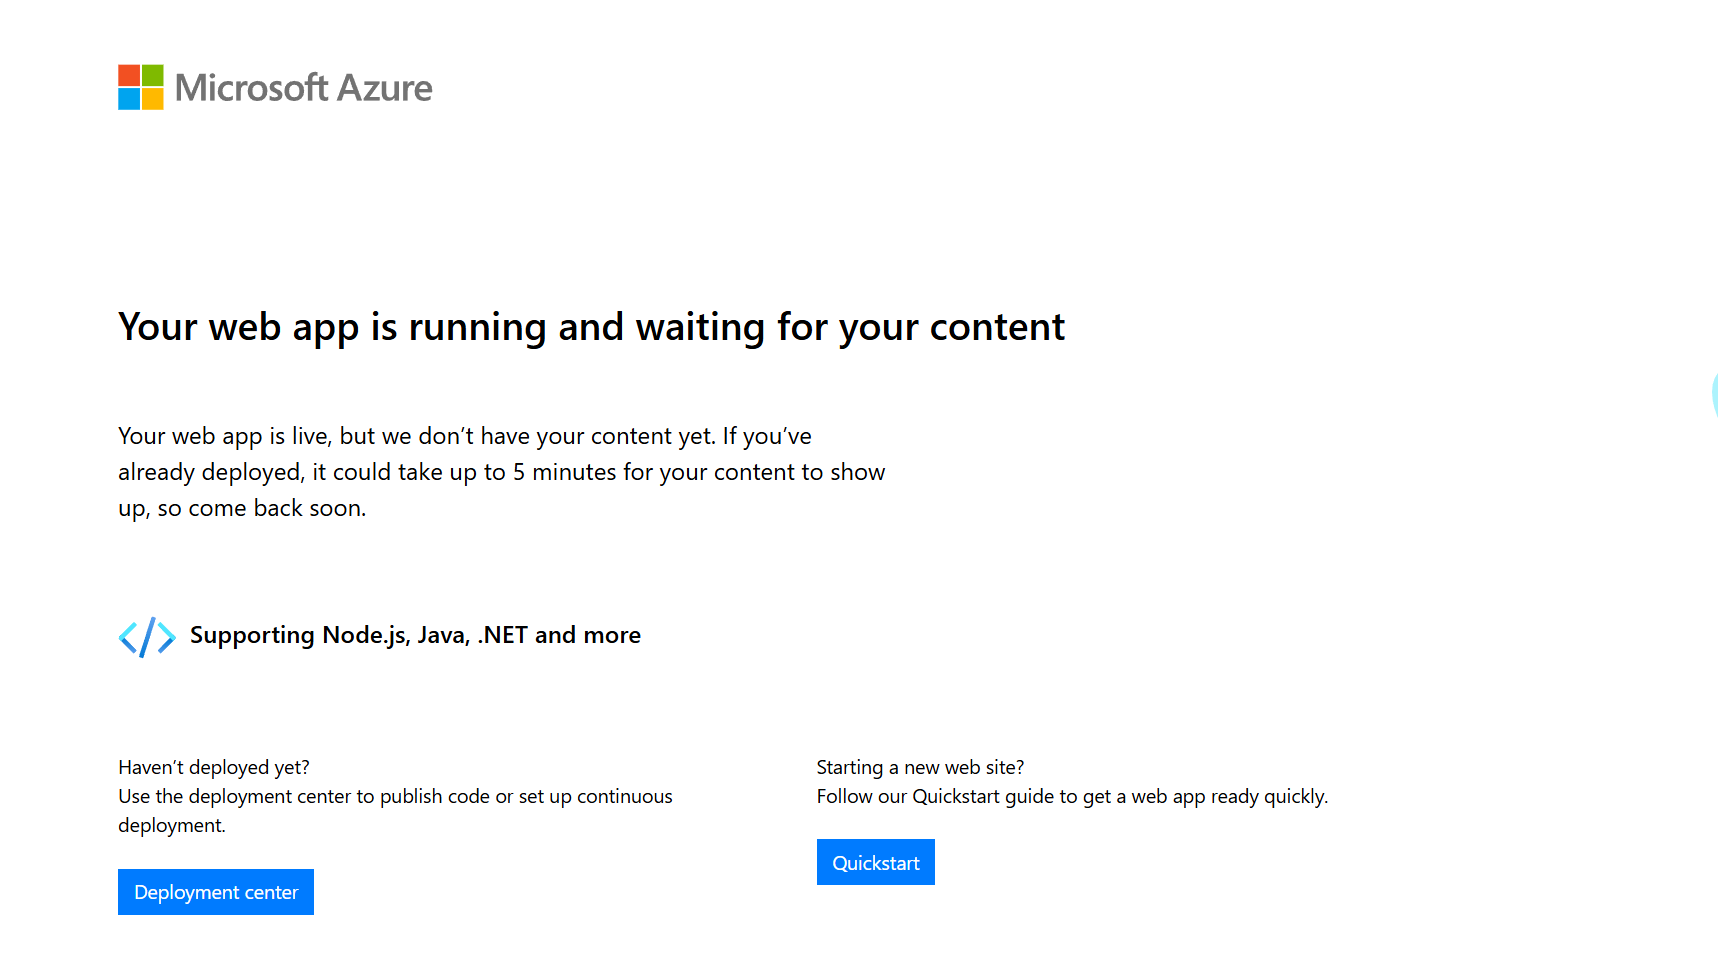 Microsoft Azure
Your web app is running and waiting for your content
Your web app is live, but we don’t have your content yet. If you’ve
already deployed, it could take up to 5 minutes for your content to show
up, so come back soon.
Supporting Node.js, Java, .NET and more
Haven’t deployed yet?
Use the deployment center to publish code or set up continuous
deployment.
Deployment center
Starting a new web site?
Follow our Quickstart guide to get a web app ready quickly.
Quickstart